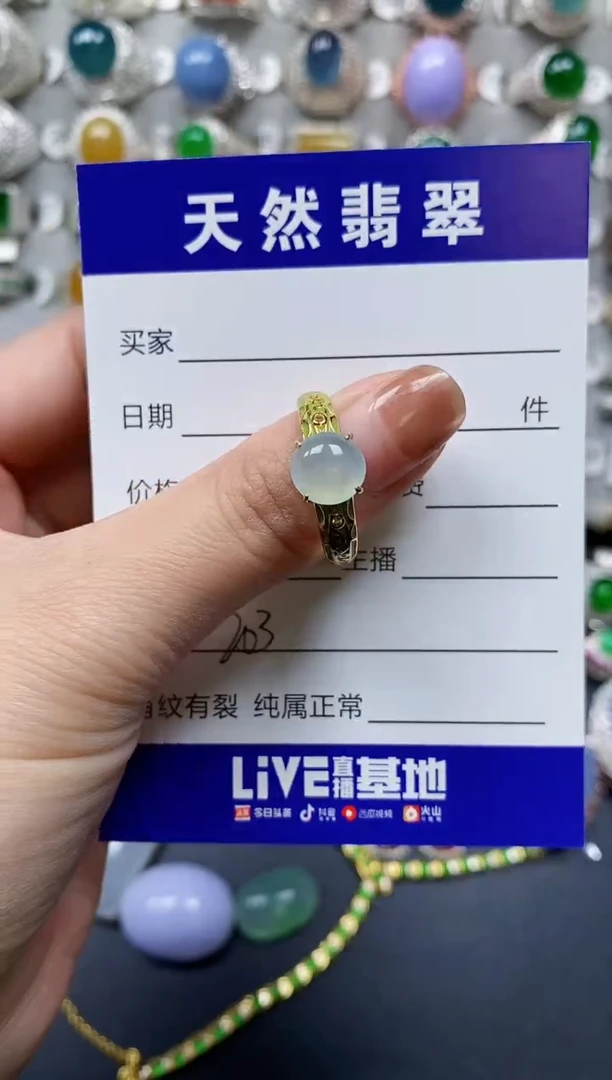 天然翡翠
买家
日期 件
价格 费
主播
203
有纹有裂 纯属正常
LiVE直播基地
今日头条 抖音 西瓜视频 火山